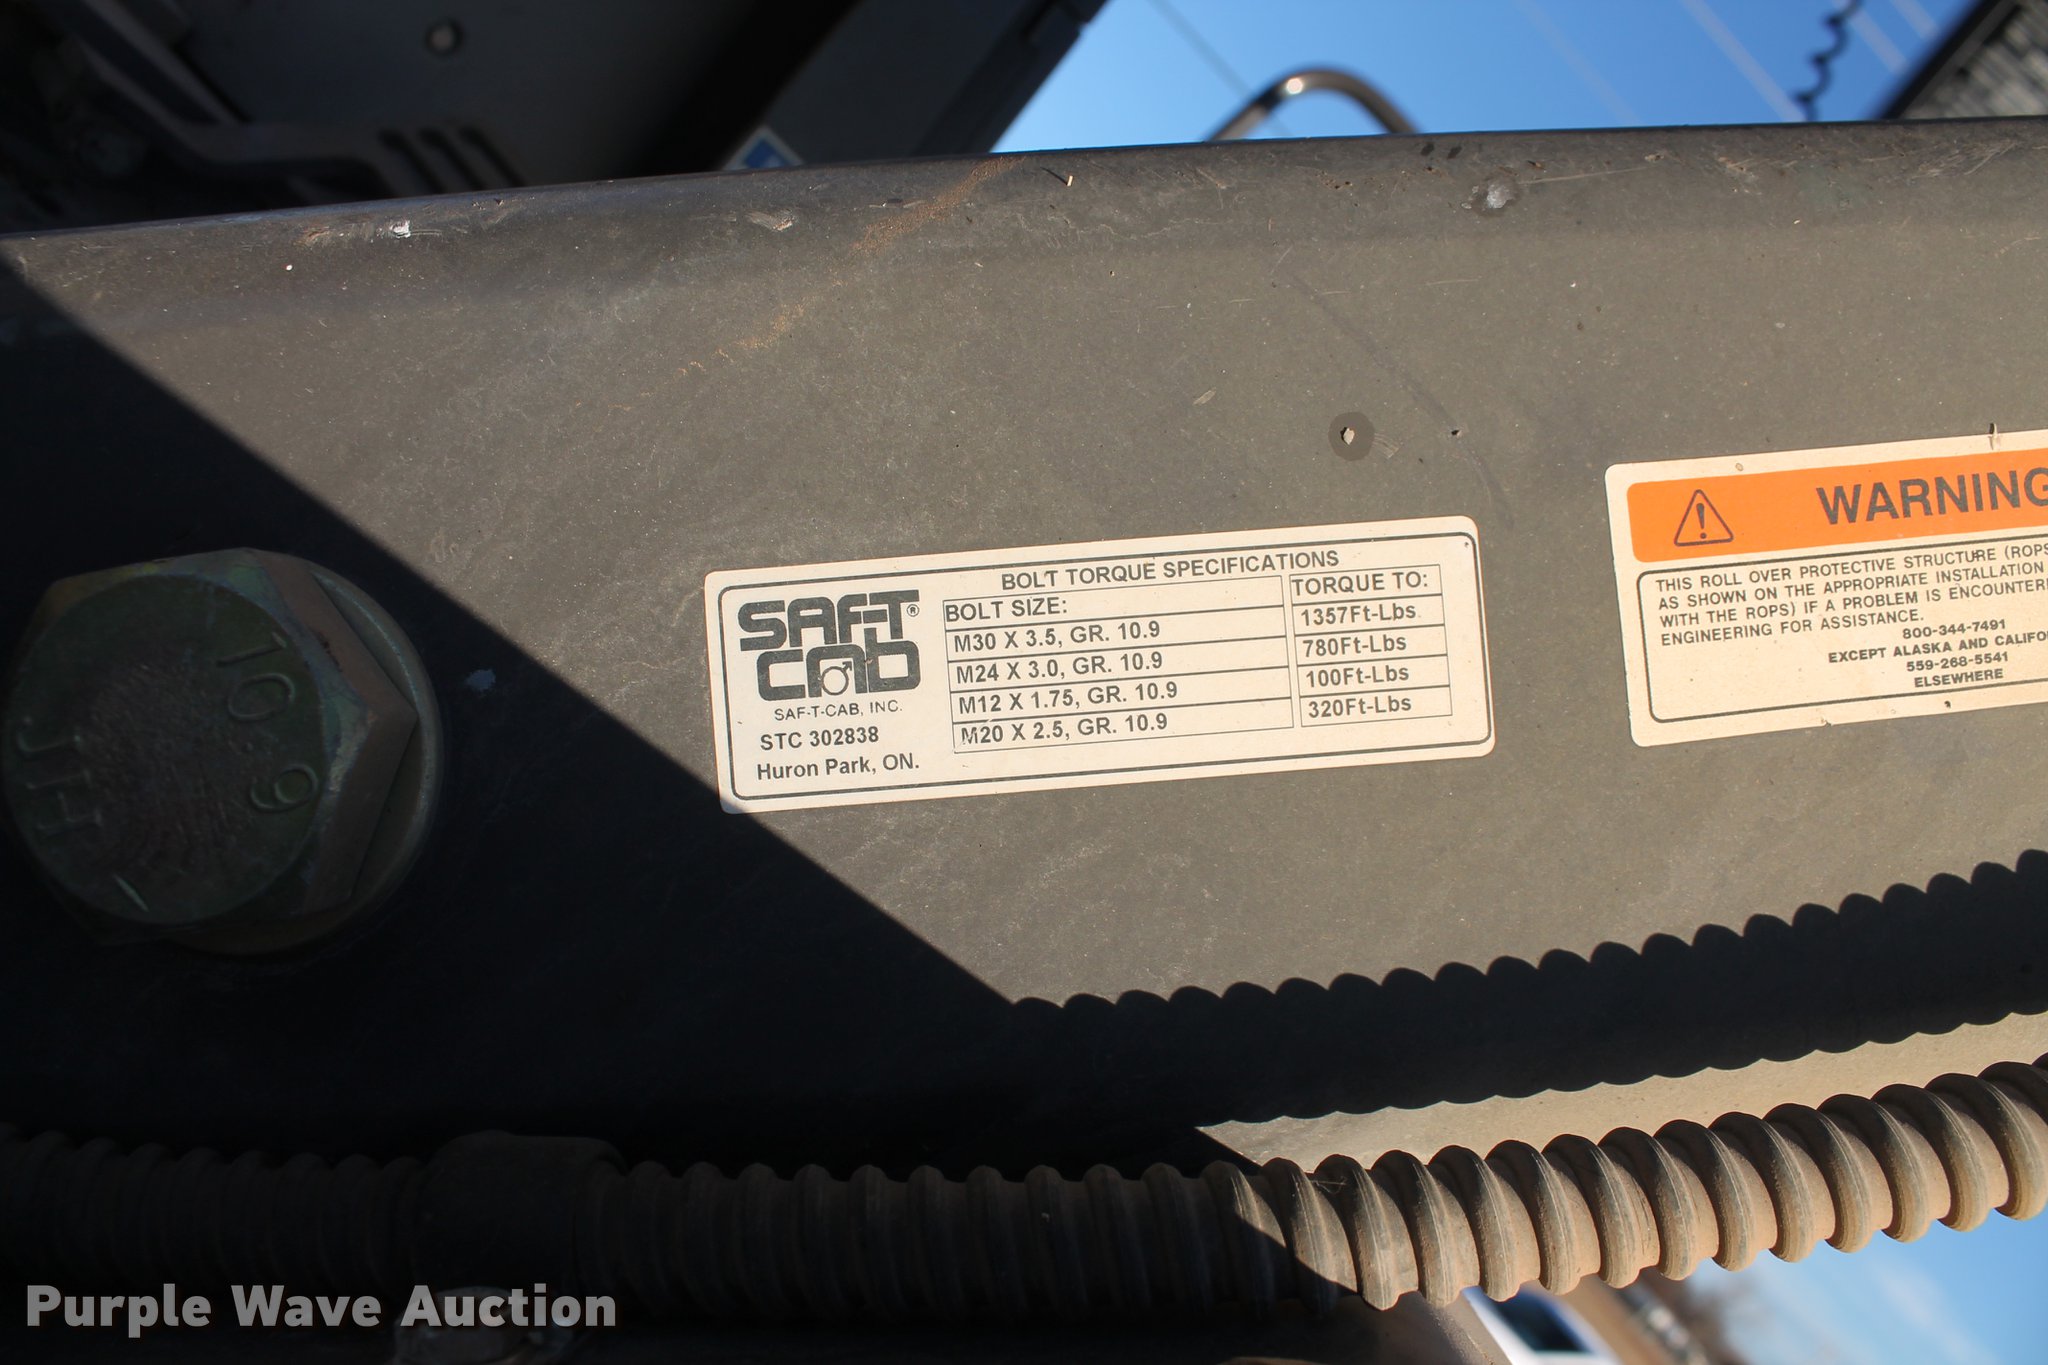 BOLT TORQUE SPECIFICATIONS
SAF-T®
CAB
SAF-T-CAB, INC.
STC 302838
Huron Park, ON.
BOLT SIZE: TORQUE TO:
M30 X 3.5, GR. 10.9 1357Ft-Lbs.
M24 X 3.0, GR. 10.9 780Ft-Lbs
M12 X 1.75, GR. 10.9 100Ft-Lbs
M20 X 2.5, GR. 10.9 320Ft-Lbs
WARNING
THIS ROLL OVER PROTECTIVE STRUCTURE (ROPS
AS SHOWN ON THE APPROPRIATE INSTALLATION
WITH THE ROPS) IF A PROBLEM IS ENCOUNTER
ENGINEERING FOR ASSISTANCE.
800-344-7491
EXCEPT ALASKA AND CALIFO
559-268-5541
ELSEWHERE
10.9
Purple Wave Auction